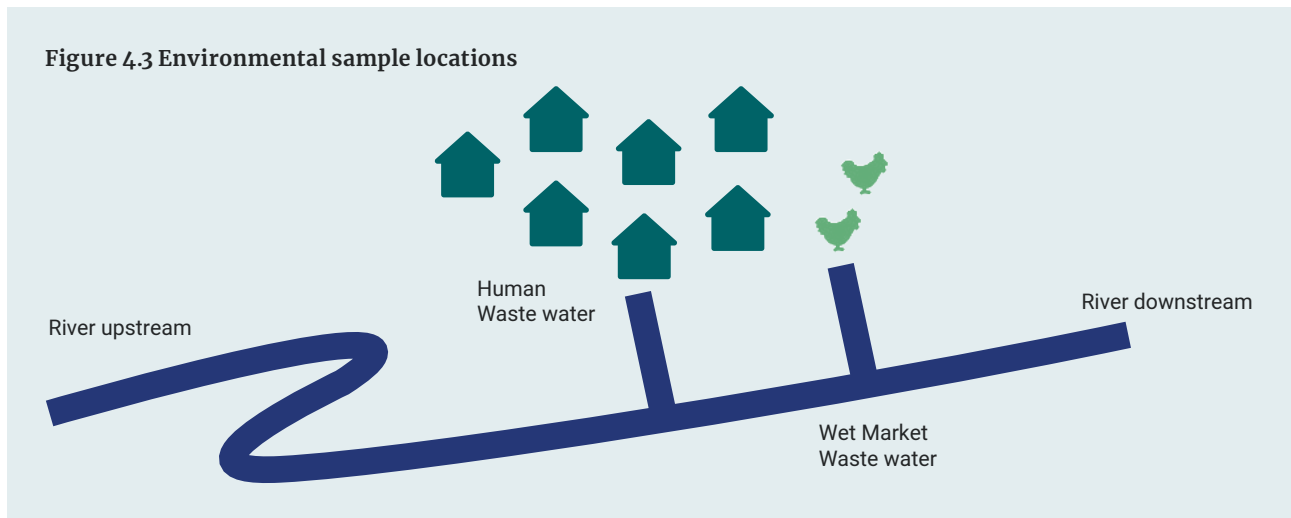 Figure 4.3 Environmental sample locations
Human
Waste water
River upstream
River downstream
Wet Market
Waste water